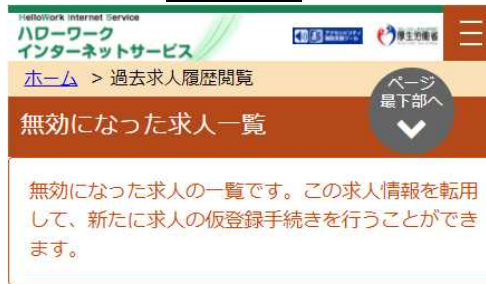 HelloWork Internet Service
ハローワーク
インターネットサービス
厚生労働省
ホーム > 過去求人履歴閲覧
ページ
最下部へ
無効になった求人一覧
無効になった求人の一覧です。この求人情報を転用
して、新たに求人の仮登録手続きを行うことができ
ます。